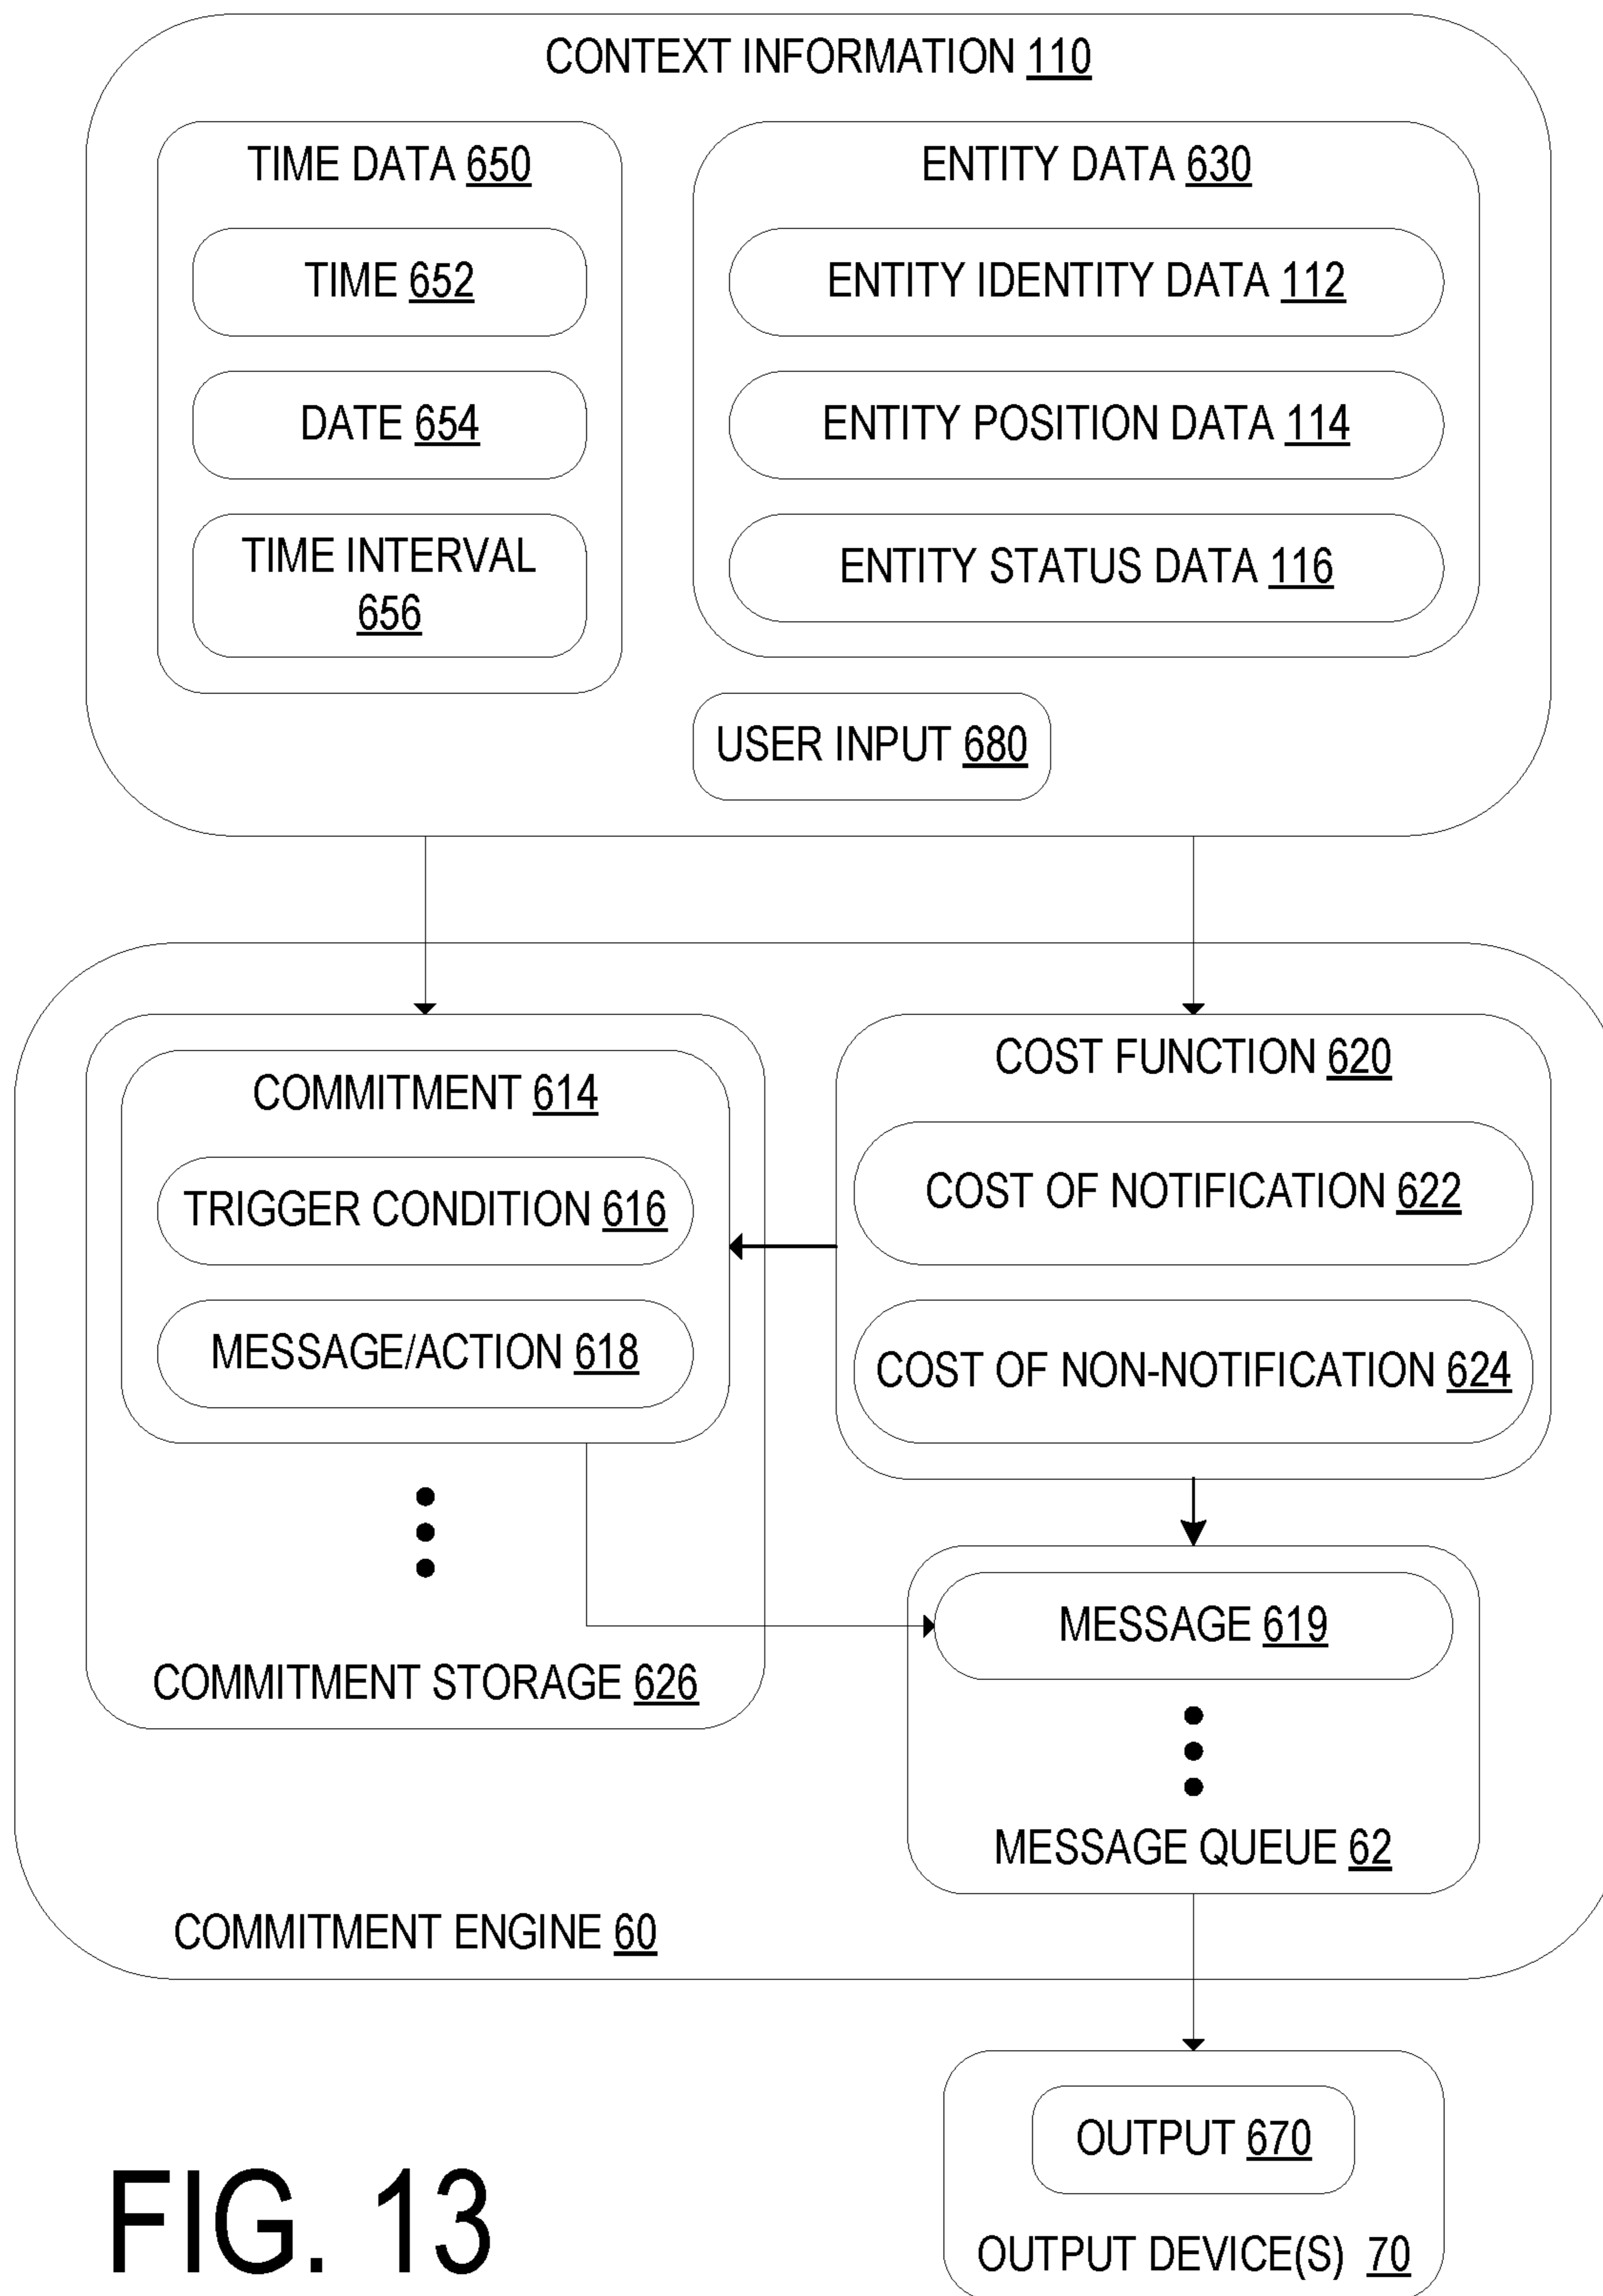 CONTEXT INFORMATION 110
TIME DATA 650
TIME 652
DATE 654
TIME INTERVAL
656
ENTITY DATA 630
ENTITY IDENTITY DATA 112
ENTITY POSITION DATA 114
ENTITY STATUS DATA 116
USER INPUT 680
COMMITMENT 614
TRIGGER CONDITION 616
MESSAGE/ACTION 618
COMMITMENT STORAGE 626
COST FUNCTION 620
COST OF NOTIFICATION 622
COST OF NON-NOTIFICATION 624
MESSAGE 619
MESSAGE QUEUE 62
COMMITMENT ENGINE 60
OUTPUT 670
OUTPUT DEVICE(S) 70
FIG. 13